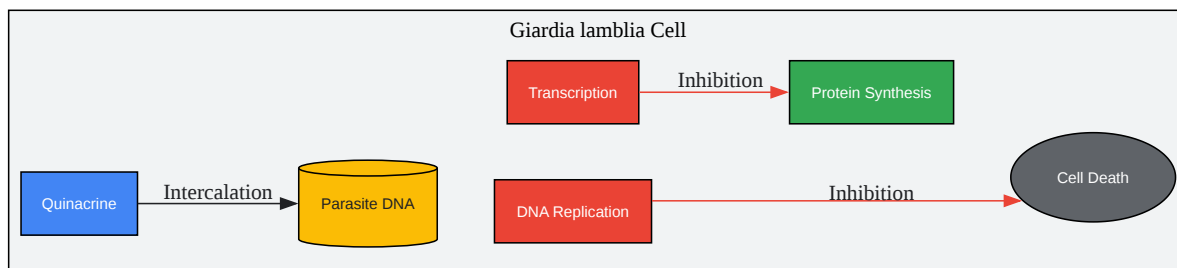 Giardia lamblia Cell
Transcription
Inhibition
Protein Synthesis
Quinacrine
Intercalation
Parasite DNA
DNA Replication
Inhibition
Cell Death